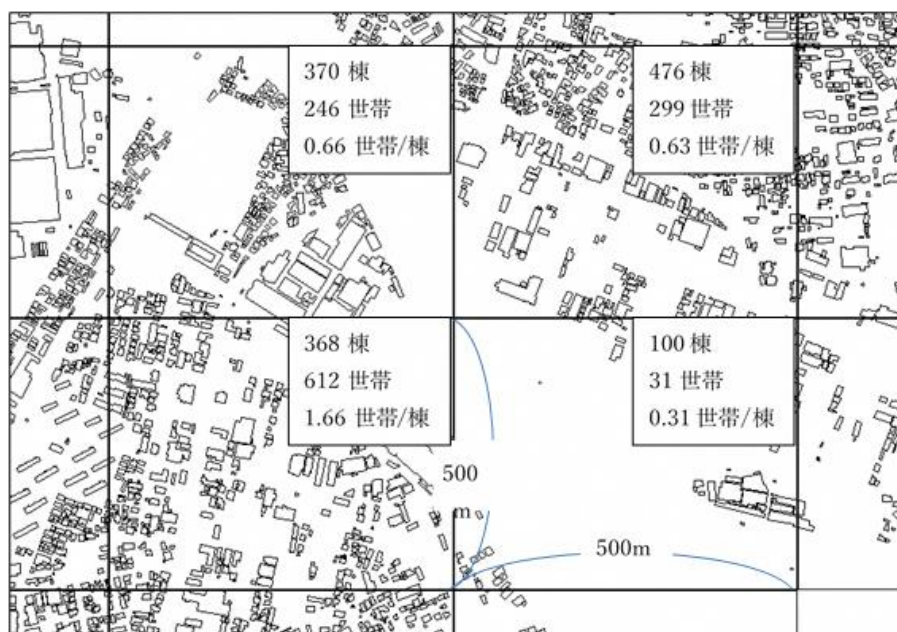 370 棟
246 世帯
0.66 世帯/棟
476 棟
299 世帯
0.63 世帯/棟
368 棟
612 世帯
1.66 世帯/棟
100 棟
31 世帯
0.31 世帯/棟
500
m
500m